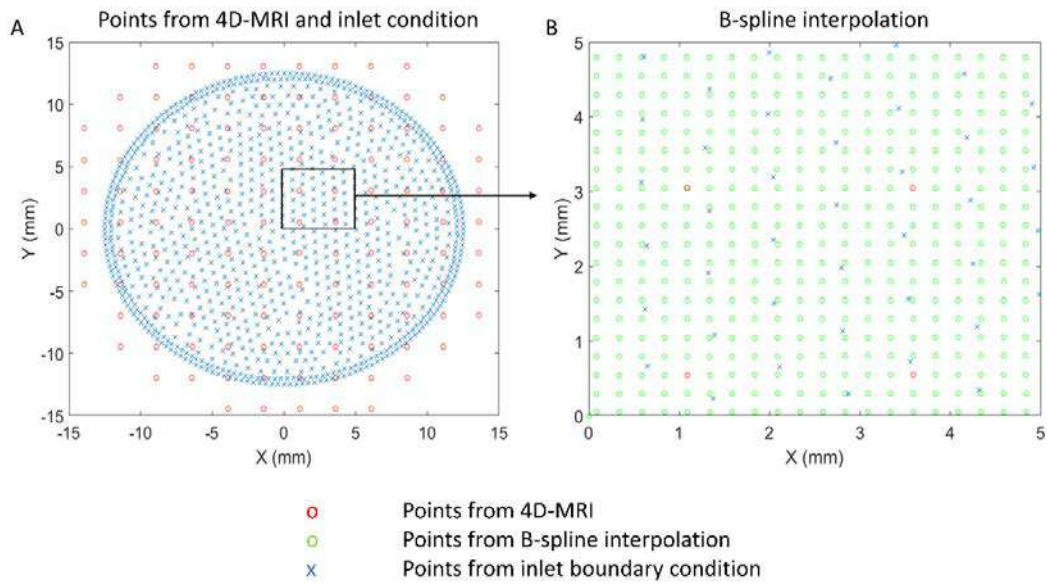 Points from 4D-MRI and inlet condition
B-spline interpolation
A
B
15
10
5
0
-5
-10
-15
Y (mm)
-15
-10
-5
0
5
10
15
X (mm)
5
4
3
2
1
0
Y (mm)
0
1
2
3
4
5
X (mm)
o Points from 4D-MRI
o Points from B-spline interpolation
x Points from inlet boundary condition